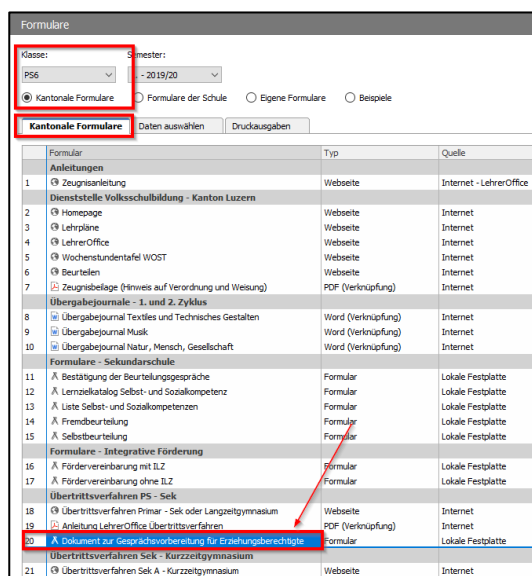 Formulare
Klasse: Semester:
PS6 . - 2019/20
Kantonale Formulare Formulare der Schule Eigene Formulare Beispiele
Kantonale Formulare Daten auswählen Druckausgaben
Formular Typ Quelle
Anleitungen
1 Zeugnisanleitung Webseite Internet - LehrerOffice
Dienststelle Volksschulbildung - Kanton Luzern
2 Homepage Webseite Internet
3 Lehrpläne Webseite Internet
4 LehrerOffice Webseite Internet
5 Wochenstundentafel WOST Webseite Internet
6 Beurteilen Webseite Internet
7 Zeugnisbeilage (Hinweis auf Verordnung und Weisung) PDF (Verknüpfung) Internet
Übergabejournale - 1. und 2. Zyklus
8 Übergabejournal Textiles und Technisches Gestalten Word (Verknüpfung) Internet
9 Übergabejournal Musik Word (Verknüpfung) Internet
10 Übergabejournal Natur, Mensch, Gesellschaft Word (Verknüpfung) Internet
Formulare - Sekundarschule
11 Bestätigung der Beurteilungsgespräche Formular Lokale Festplatte
12 Lernzielkatalog Selbst- und Sozialkompetenz Formular Lokale Festplatte
13 Liste Selbst- und Sozialkompetenzen Formular Lokale Festplatte
14 Fremdbeurteilung Formular Lokale Festplatte
15 Selbstbeurteilung Formular Lokale Festplatte
Formulare - Integrative Förderung
16 Fördervereinbarung mit ILZ Formular Lokale Festplatte
17 Fördervereinbarung ohne ILZ Formular Lokale Festplatte
Übertrittsverfahren PS - Sek
18 Übertrittsverfahren Primar - Sek oder Langzeitgymnasium Webseite Internet
19 Anleitung LehrerOffice Übertrittsverfahren PDF (Verknüpfung) Internet
20 Dokument zur Gesprächsvorbereitung für Erziehungsberechtigte Formular Lokale Festplatte
Übertrittsverfahren Sek - Kurzzeitgymnasium
21 Übertrittsverfahren Sek A - Kurzzeitgymnasium Webseite Internet